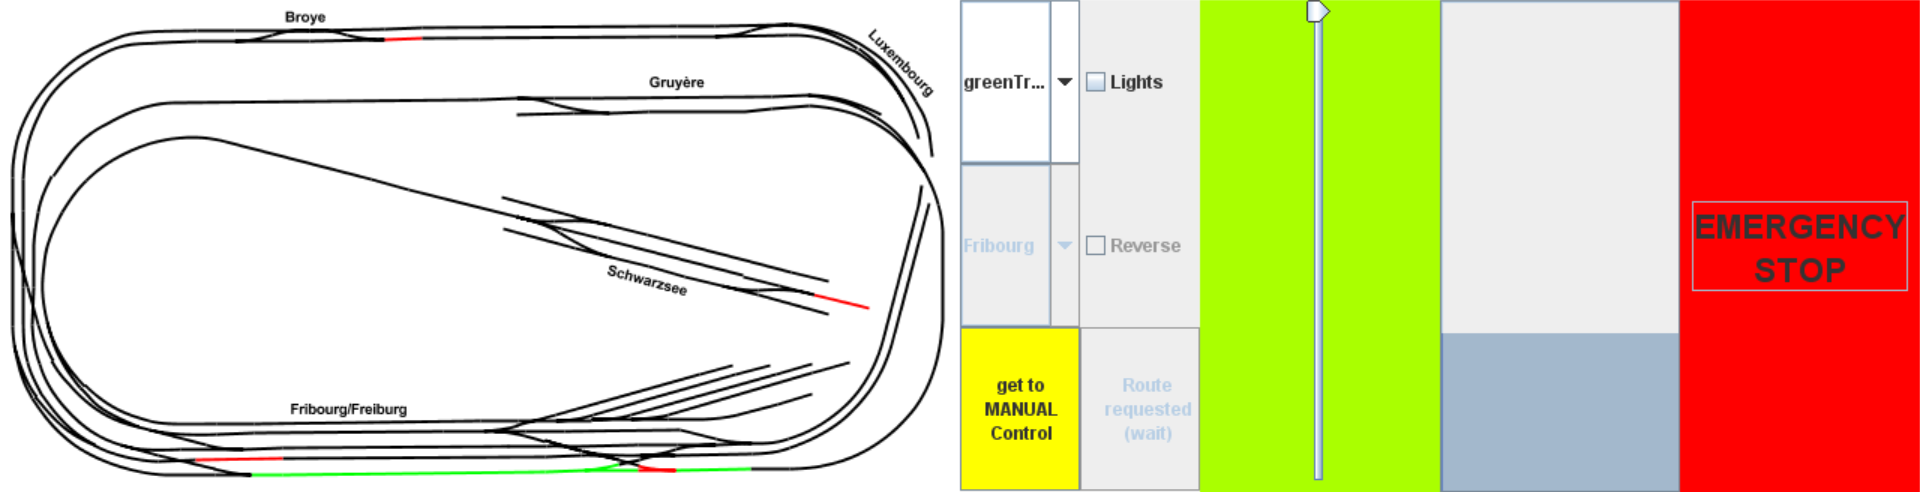 Broye
Luxembourg
Gruyère
Schwarzsee
Fribourg/Freiburg
greenTr...
Lights
Fribourg
Reverse
get to
MANUAL
Control
Route
requested
(wait)
EMERGENCY
STOP